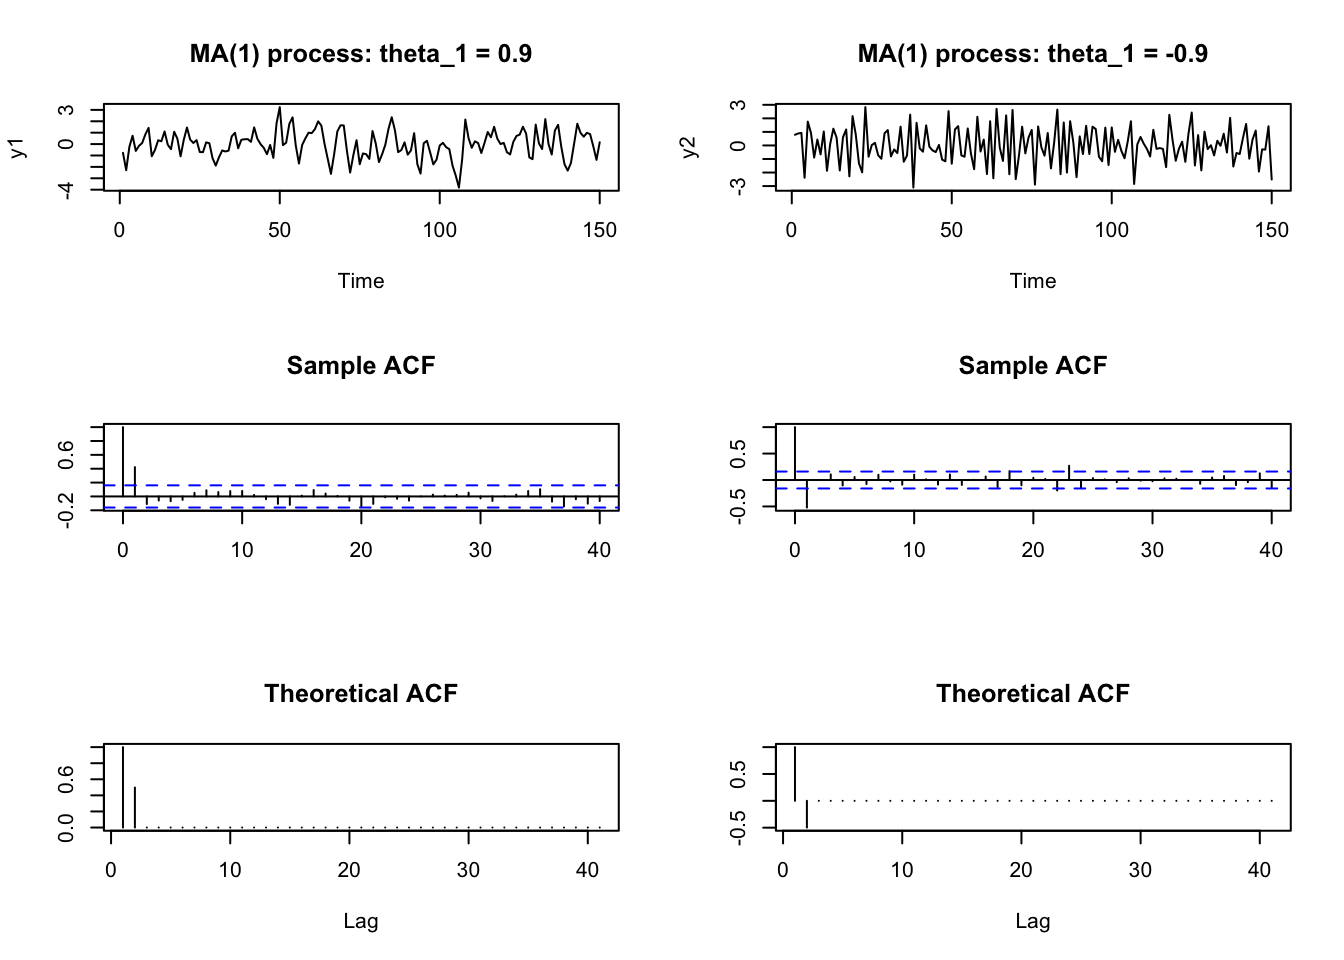 MA(1) process: theta_1 = 0.9
y1
3
0
-4
0 50 100 150
Time
MA(1) process: theta_1 = -0.9
y2
3
0
-3
0 50 100 150
Time
Sample ACF
0.6
-0.2
0 10 20 30 40
Sample ACF
0.5
-0.5
0 10 20 30 40
Theoretical ACF
0.6
0.0
0 10 20 30 40
Lag
Theoretical ACF
0.5
-0.5
0 10 20 30 40
Lag